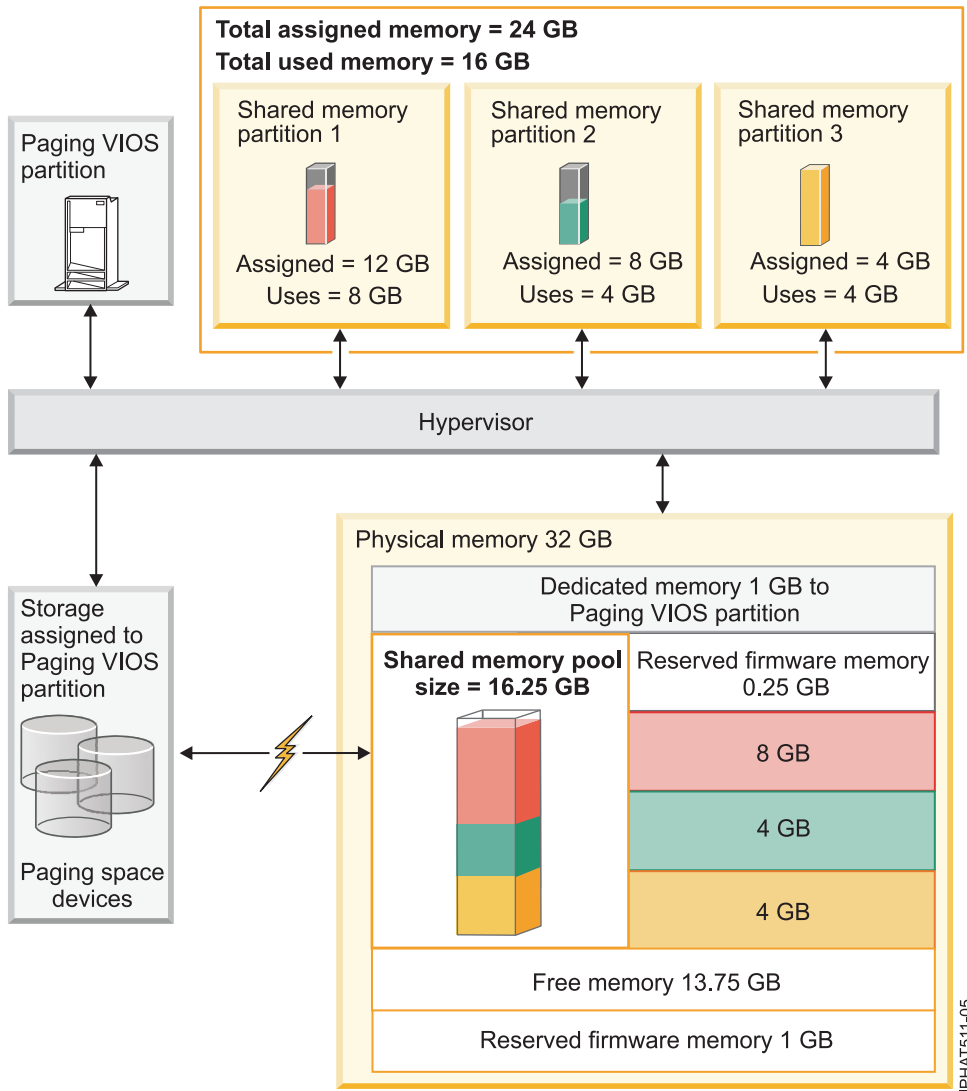 Total assigned memory = 24 GB
Total used memory = 16 GB
Paging VIOS
partition
Shared memory
partition 1
Assigned = 12 GB
Uses = 8 GB
Shared memory
partition 2
Assigned = 8 GB
Uses = 4 GB
Shared memory
partition 3
Assigned = 4 GB
Uses = 4 GB
Hypervisor
Storage
assigned to
Paging VIOS
partition
Paging space
devices
Physical memory 32 GB
Dedicated memory 1 GB to
Paging VIOS partition
Shared memory pool
size = 16.25 GB
Reserved firmware memory
0.25 GB
8 GB
4 GB
4 GB
Free memory 13.75 GB
Reserved firmware memory 1 GB
IPHAT511-05